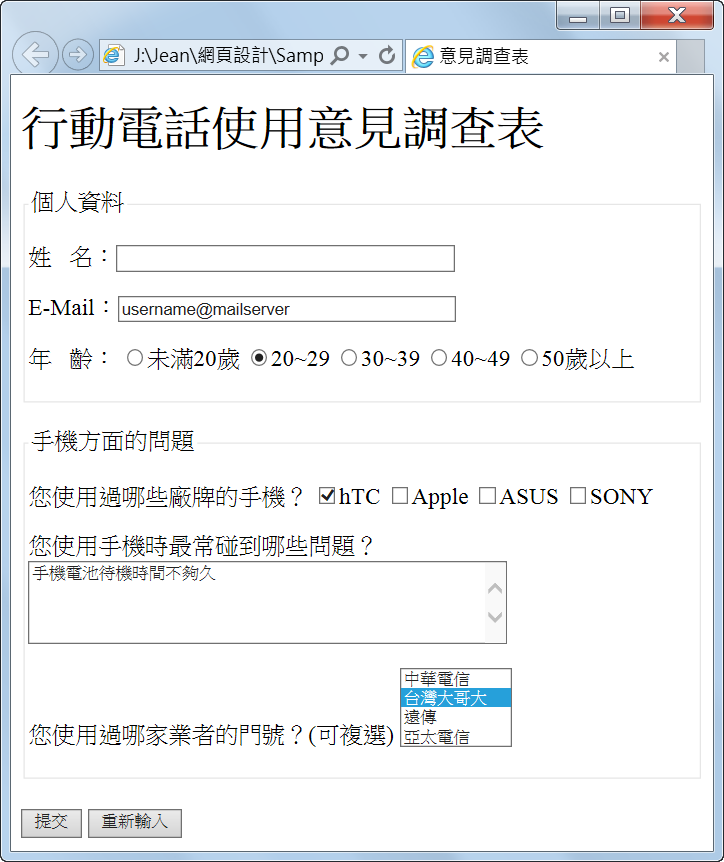 J:\Jean\網頁設計\Samp
意見調查表
行動電話使用意見調查表
個人資料
姓 名：
E-Mail：username@mailserver
年 齡： 未滿20歲 20~29 30~39 40~49 50歲以上
手機方面的問題
您使用過哪些廠牌的手機？ hTC Apple ASUS SONY
您使用手機時最常碰到哪些問題？
手機電池待機時間不夠久
中華電信
台灣大哥大
遠傳
亞太電信
您使用過哪家業者的門號？(可複選)
提交 重新輸入